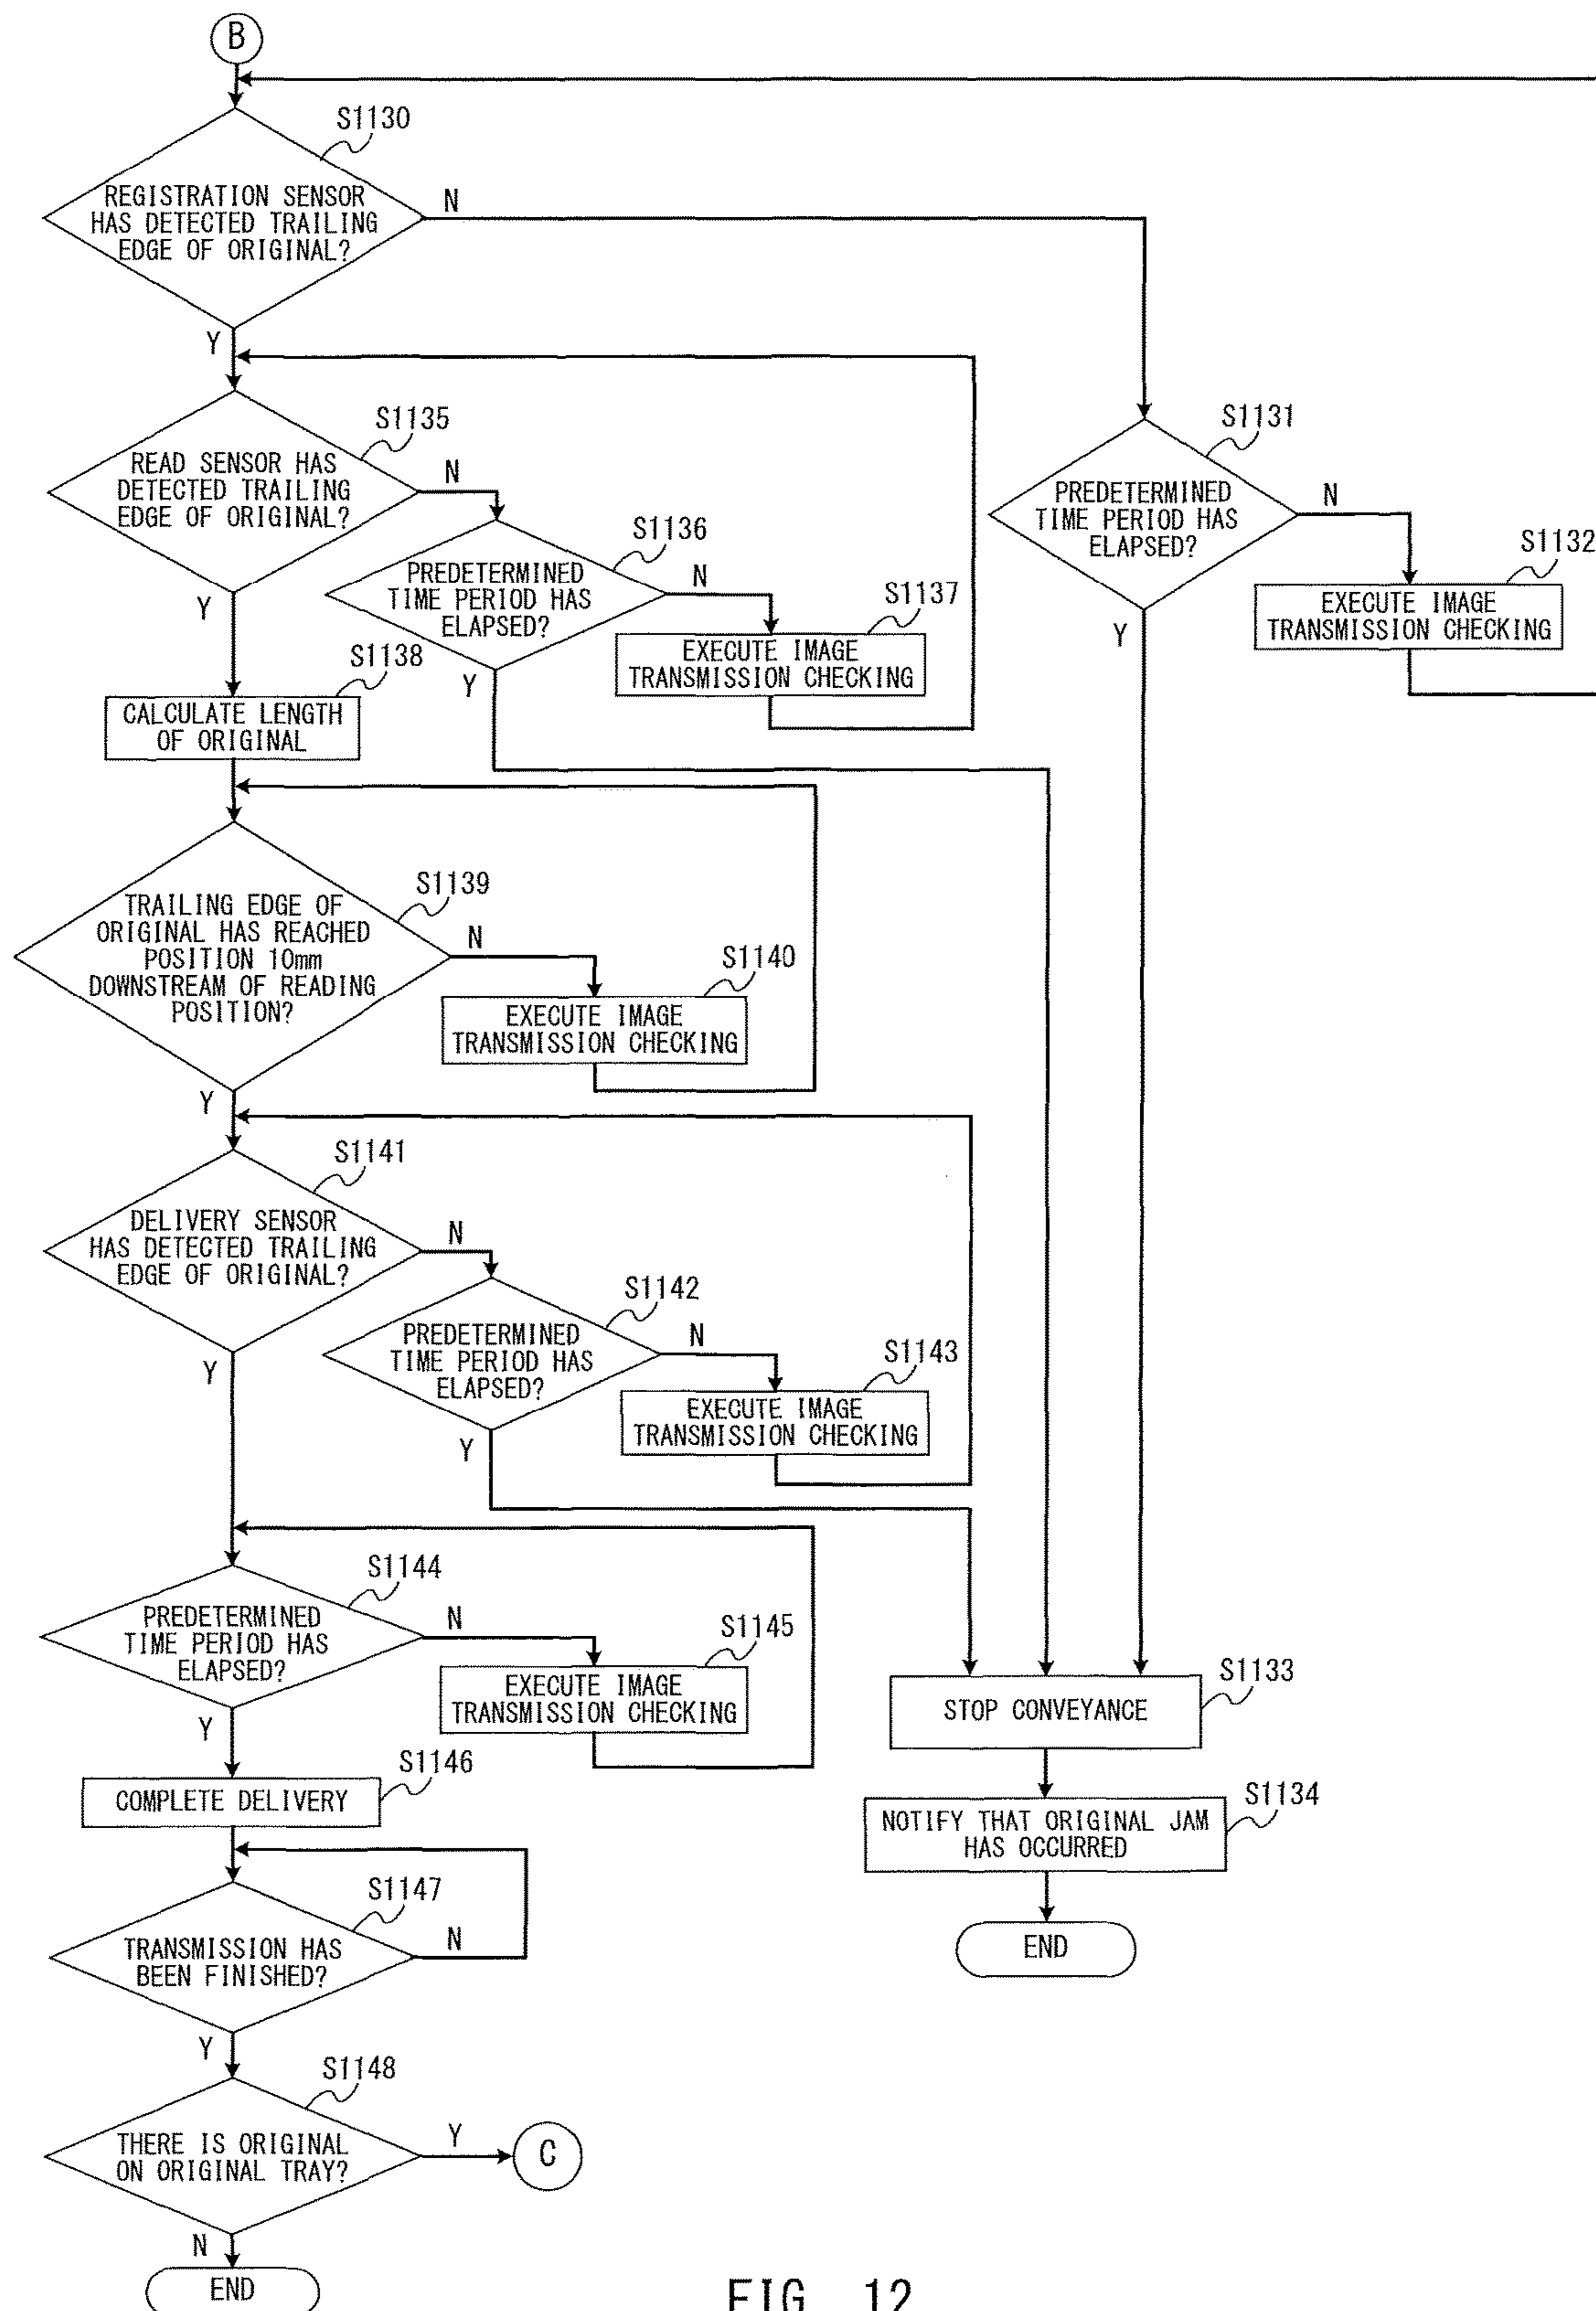 B
S1130
REGISTRATION SENSOR
HAS DETECTED TRAILING
EDGE OF ORIGINAL?
N
Y
S1135
READ SENSOR HAS
DETECTED TRAILING
EDGE OF ORIGINAL?
N
Y
S1131
PREDETERMINED
TIME PERIOD HAS
ELAPSED?
N
Y
S1132
EXECUTE IMAGE
TRANSMISSION CHECKING
S1136
PREDETERMINED
TIME PERIOD HAS
ELAPSED?
N
Y
S1137
EXECUTE IMAGE
TRANSMISSION CHECKING
S1138
CALCULATE LENGTH
OF ORIGINAL
S1139
TRAILING EDGE OF
ORIGINAL HAS REACHED
POSITION 10mm
DOWNSTREAM OF READING
POSITION?
N
Y
S1140
EXECUTE IMAGE
TRANSMISSION CHECKING
S1141
DELIVERY SENSOR
HAS DETECTED TRAILING
EDGE OF ORIGINAL?
N
Y
S1142
PREDETERMINED
TIME PERIOD HAS
ELAPSED?
N
Y
S1143
EXECUTE IMAGE
TRANSMISSION CHECKING
S1144
PREDETERMINED
TIME PERIOD HAS
ELAPSED?
N
Y
S1145
EXECUTE IMAGE
TRANSMISSION CHECKING
S1133
STOP CONVEYANCE
S1134
NOTIFY THAT ORIGINAL JAM
HAS OCCURRED
END
S1146
COMPLETE DELIVERY
S1147
TRANSMISSION HAS
BEEN FINISHED?
N
Y
S1148
THERE IS ORIGINAL
ON ORIGINAL TRAY?
Y
C
N
END
FIG. 12